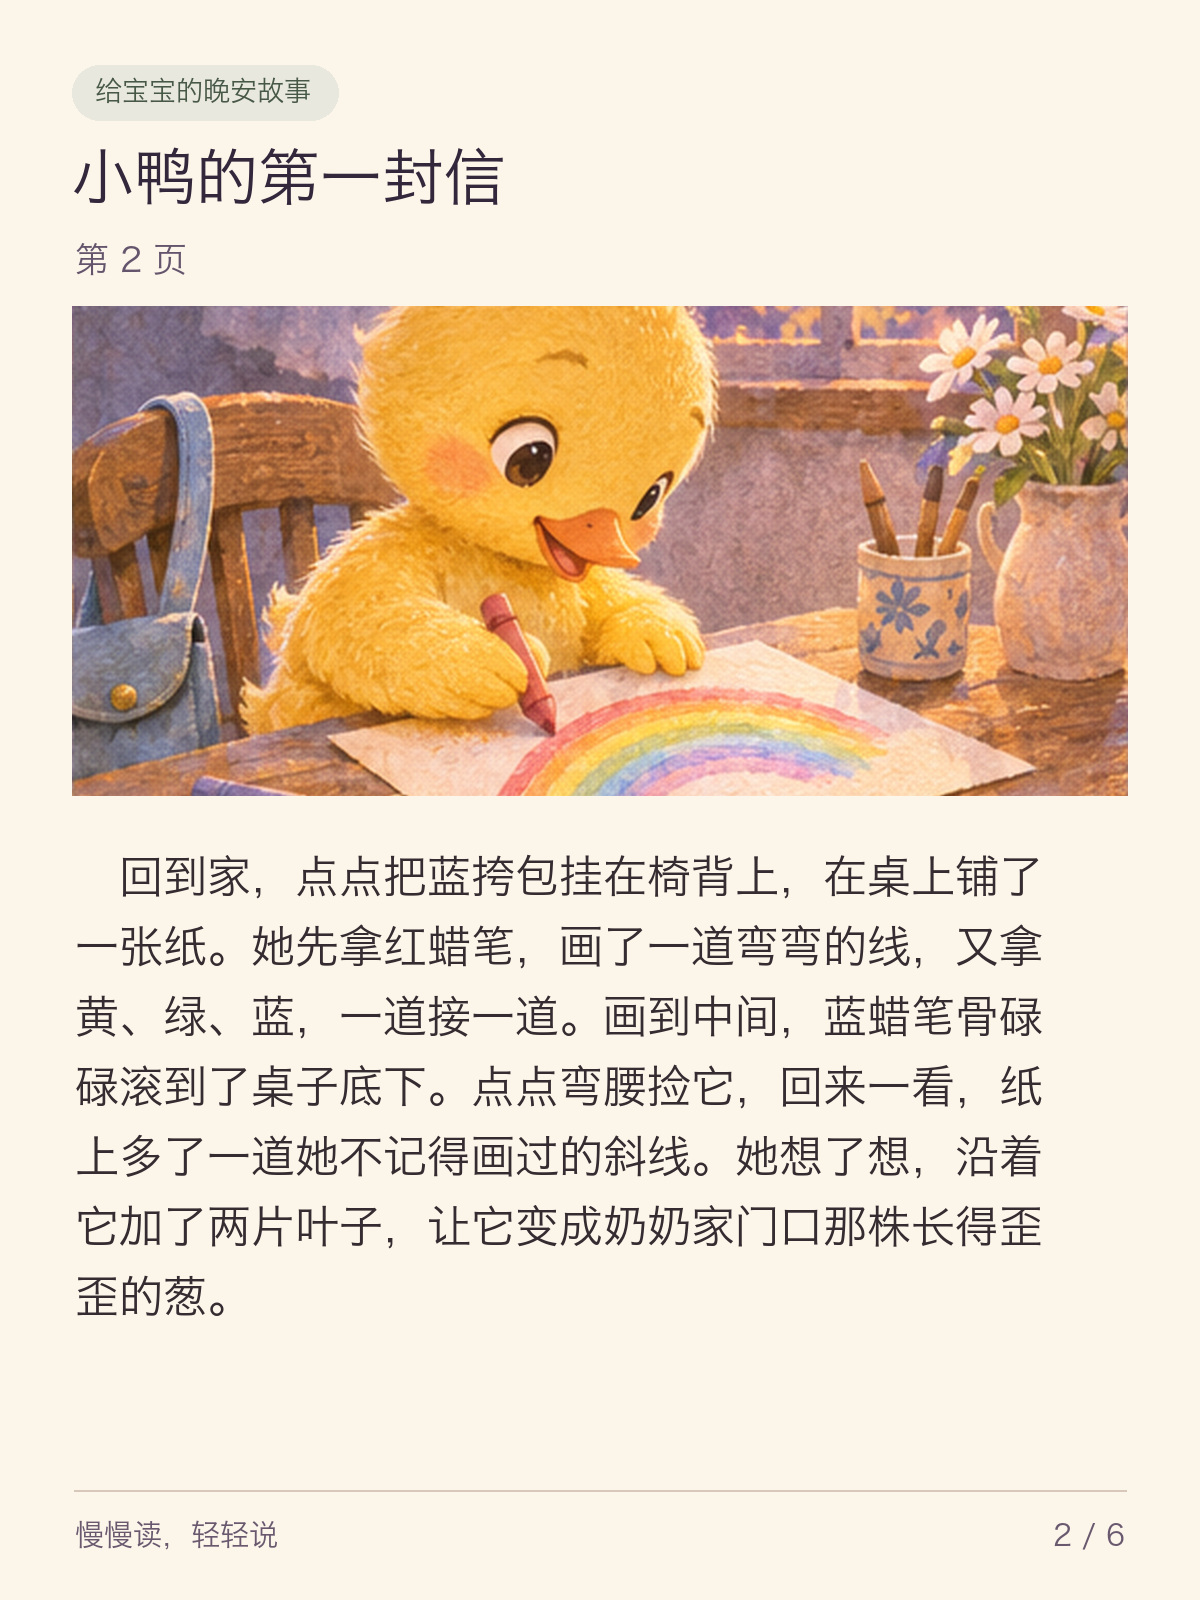 给宝宝的晚安故事
小鸭的第一封信
第 2 页
回到家，点点把蓝挎包挂在椅背上，在桌上铺了
一张纸。她先拿红蜡笔，画了一道弯弯的线，又拿
黄、绿、蓝，一道接一道。画到中间，蓝蜡笔骨碌
碌滚到了桌子底下。点点弯腰捡它，回来一看，纸
上多了一道她不记得画过的斜线。她想了想，沿着
它加了两片叶子，让它变成奶奶家门口那株长得歪
歪的葱。
慢慢读，轻轻说
2 / 6